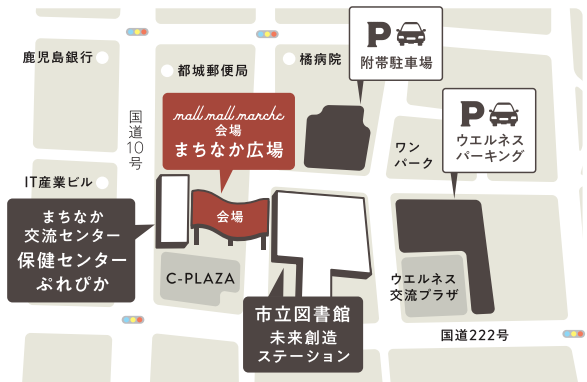 P
附帯駐車場
鹿児島銀行
都城郵便局
橘病院
P
ウエルネス
パーキング
国道10号
mall mall marche
会場
まちなか広場
ワン
パーク
IT産業ビル
まちなか
交流センター
保健センター
ぷれぴか
会場
C-PLAZA
ウエルネス
交流プラザ
市立図書館
未来創造
ステーション
国道222号